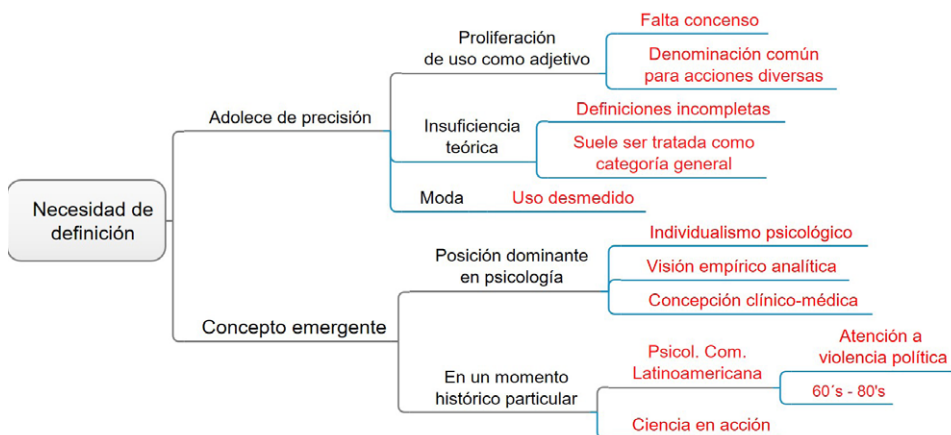 Necesidad de
definición
Adolece de precisión
Proliferación
de uso como adjetivo
Falta concenso
Denominación común
para acciones diversas
Insuficiencia
teórica
Definiciones incompletas
Suele ser tratada como
categoría general
Moda
Uso desmedido
Concepto emergente
Posición dominante
en psicología
Individualismo psicológico
Visión empírico analítica
Concepción clínico-médica
En un momento
histórico particular
Psicol. Com.
Latinoamericana
Atención a
violencia política
60´s - 80's
Ciencia en acción